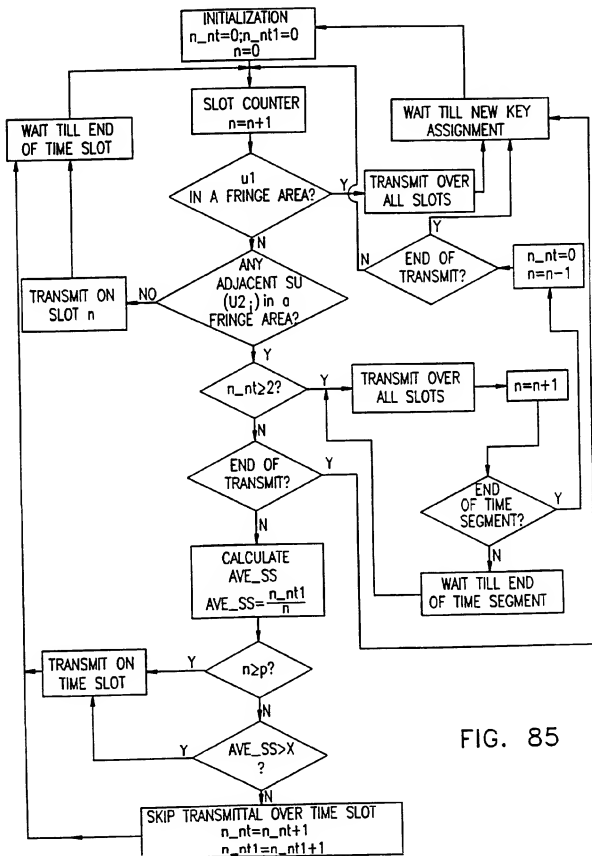 INITIALIZATION
n_nt=0;n_nt1=0
n=0
SLOT COUNTER
n=n+1
WAIT TILL END
OF TIME SLOT
WAIT TILL NEW KEY
ASSIGNMENT
u1
IN A FRINGE AREA?
Y
TRANSMIT OVER
ALL SLOTS
N
Y
N
END OF
TRANSMIT?
n_nt=0
n=n-1
ANY
ADJACENT SU
(U2i) in a
FRINGE AREA?
NO
TRANSMIT ON
SLOT n
Y
n_nt≥2?
Y
TRANSMIT OVER
ALL SLOTS
n=n+1
N
END OF
TRANSMIT?
Y
END
OF TIME
SEGMENT?
Y
N
N
CALCULATE
AVE_SS
AVE_SS=n_nt1/n
WAIT TILL END
OF TIME SEGMENT
TRANSMIT ON
TIME SLOT
Y
n≥p?
N
Y
AVE_SS>X
?
N
FIG. 85
SKIP TRANSMITTAL OVER TIME SLOT
n_nt=n_nt+1
n_nt1=n_nt1+1